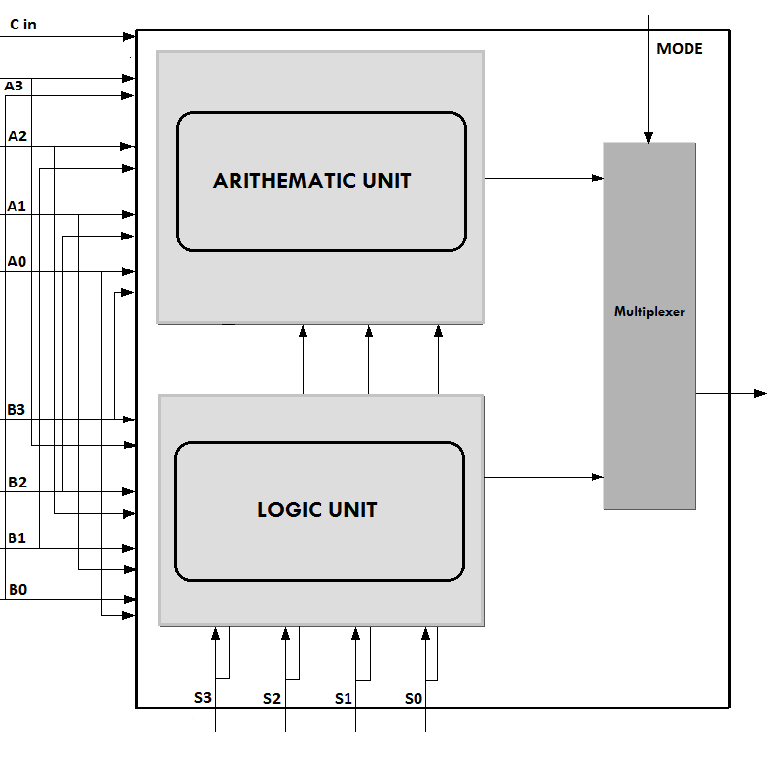 C in
MODE
A3
A2
ARITHEMATIC UNIT
A1
A0
Multiplexer
B3
B2
LOGIC UNIT
B1
B0
S3
S2
S1
S0